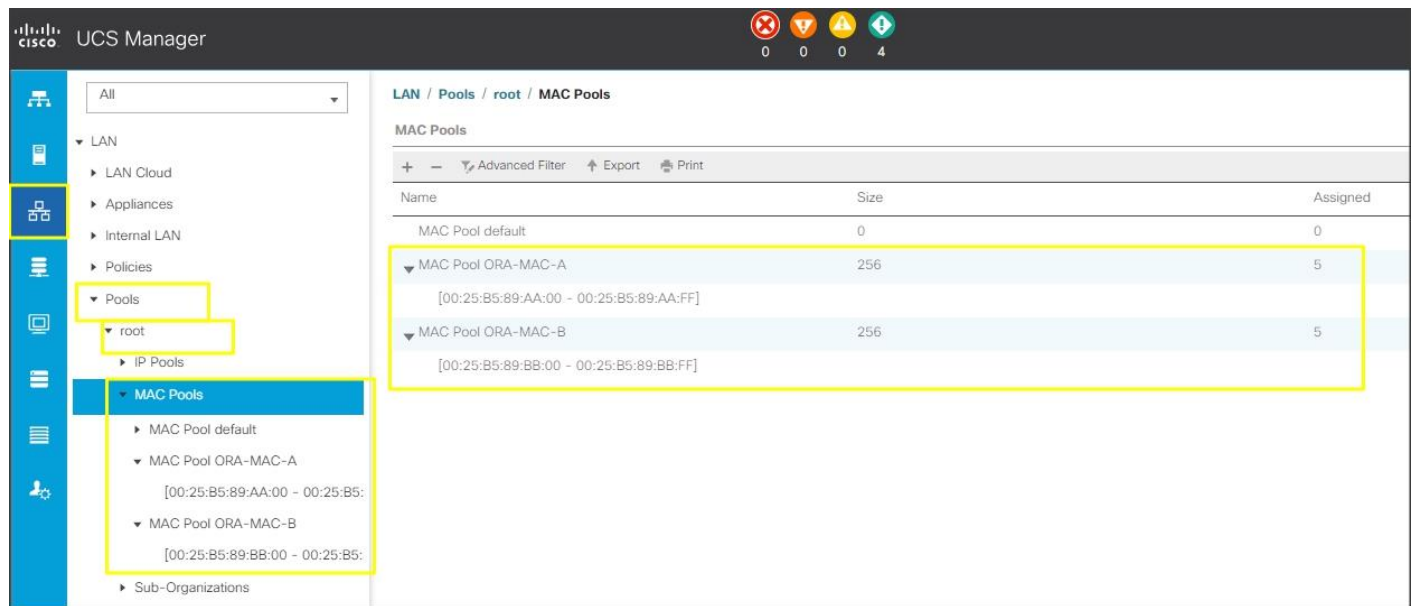 CISCO UCS Manager
0 0 0 4
All
LAN
LAN Cloud
Appliances
Internal LAN
Policies
Pools
root
IP Pools
MAC Pools
MAC Pool default
MAC Pool ORA-MAC-A
[00:25:B5:89:AA:00 - 00:25:B5:
MAC Pool ORA-MAC-B
[00:25:B5:89:BB:00 - 00:25:B5:
Sub-Organizations
LAN / Pools / root / MAC Pools
MAC Pools
+ − Advanced Filter Export Print
Name Size Assigned
MAC Pool default 0 0
MAC Pool ORA-MAC-A 256 5
[00:25:B5:89:AA:00 - 00:25:B5:89:AA:FF]
MAC Pool ORA-MAC-B 256 5
[00:25:B5:89:BB:00 - 00:25:B5:89:BB:FF]